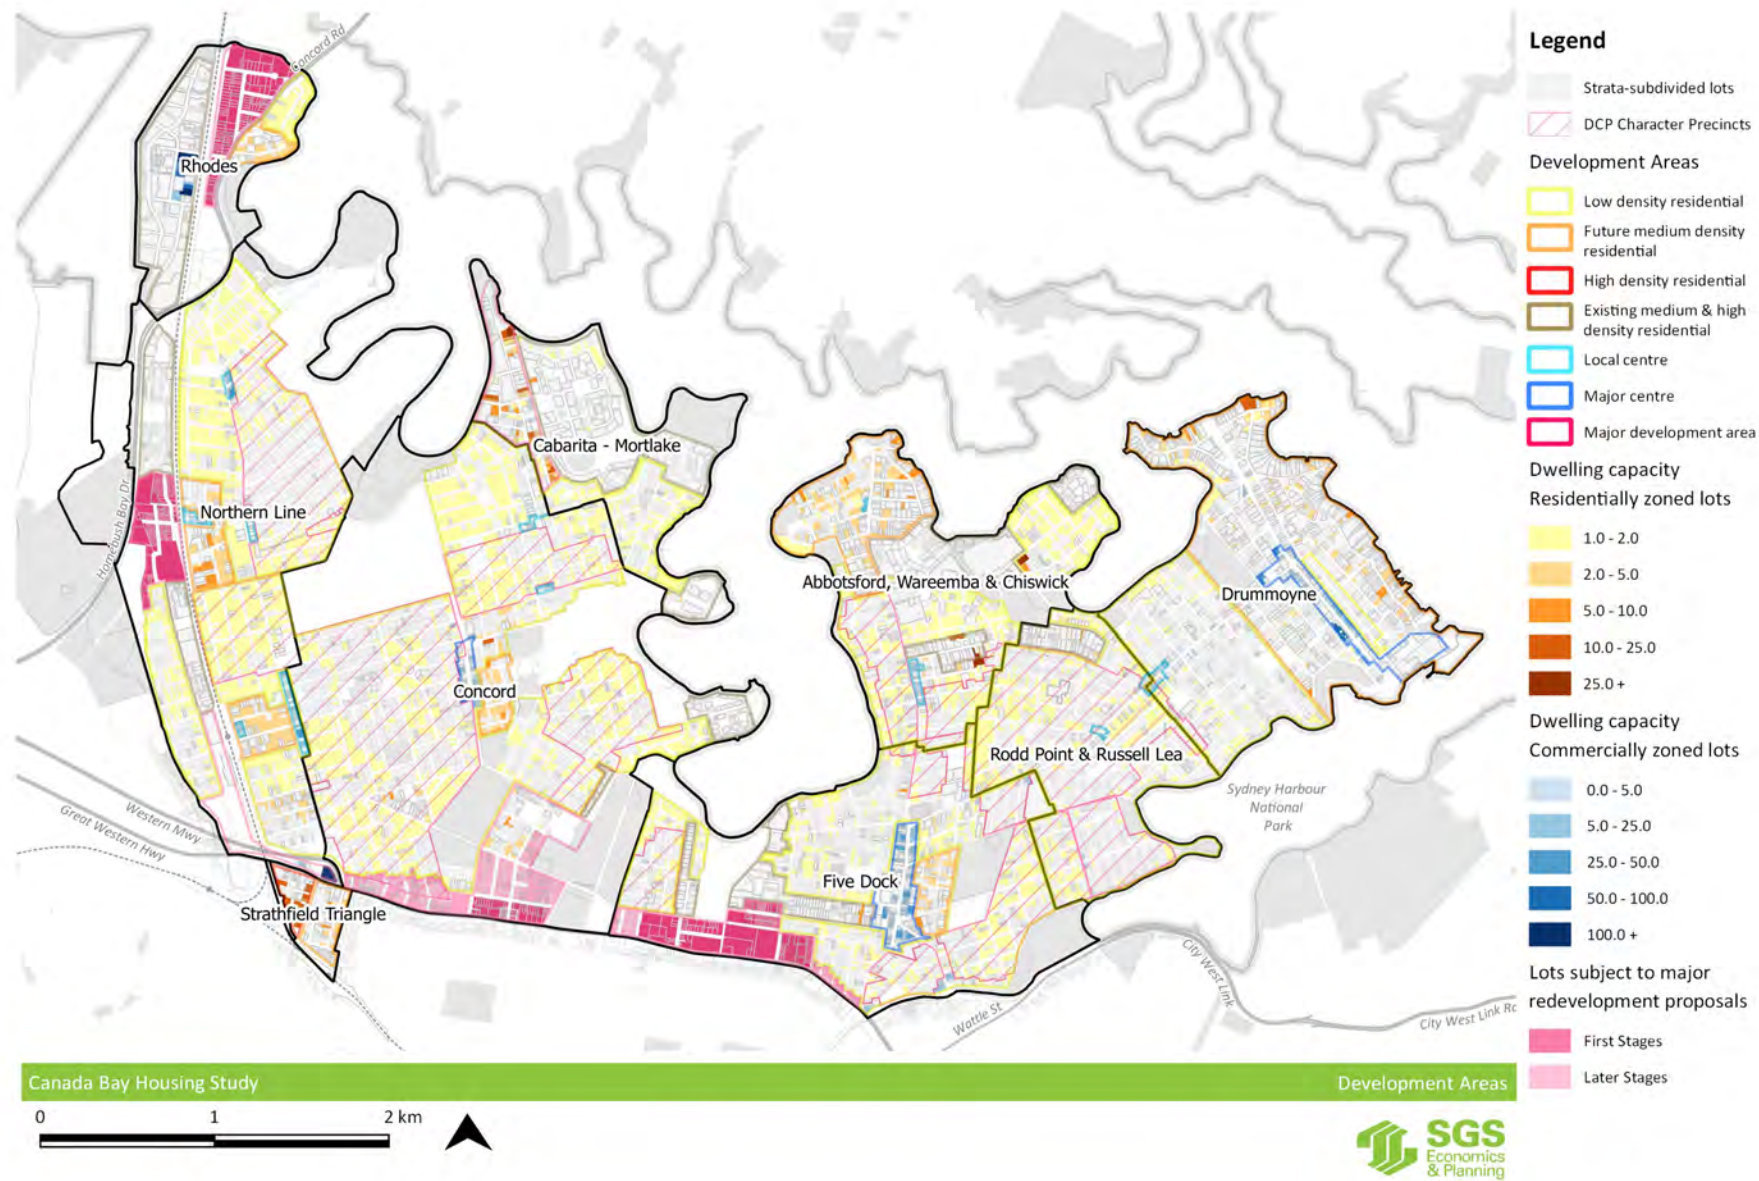 Concord Rd
Rhodes
Cabarita - Mortlake
Northern Line
Homebush Bay Dr
Abbotsford, Wareemba & Chiswick
Drummoyne
Concord
Rodd Point & Russell Lea
Sydney Harbour
National
Park
Western Mwy
Great Western Hwy
Five Dock
Strathfield Triangle
City West Link
Wattle St
City West Link Rd
Legend
Strata-subdivided lots
DCP Character Precincts
Development Areas
Low density residential
Future medium density
residential
High density residential
Existing medium & high
density residential
Local centre
Major centre
Major development area
Dwelling capacity
Residentially zoned lots
1.0 - 2.0
2.0 - 5.0
5.0 - 10.0
10.0 - 25.0
25.0 +
Dwelling capacity
Commercially zoned lots
0.0 - 5.0
5.0 - 25.0
25.0 - 50.0
50.0 - 100.0
100.0 +
Lots subject to major
redevelopment proposals
First Stages
Later Stages
Canada Bay Housing Study
Development Areas
0 1 2 km
SGS
Economics
& Planning